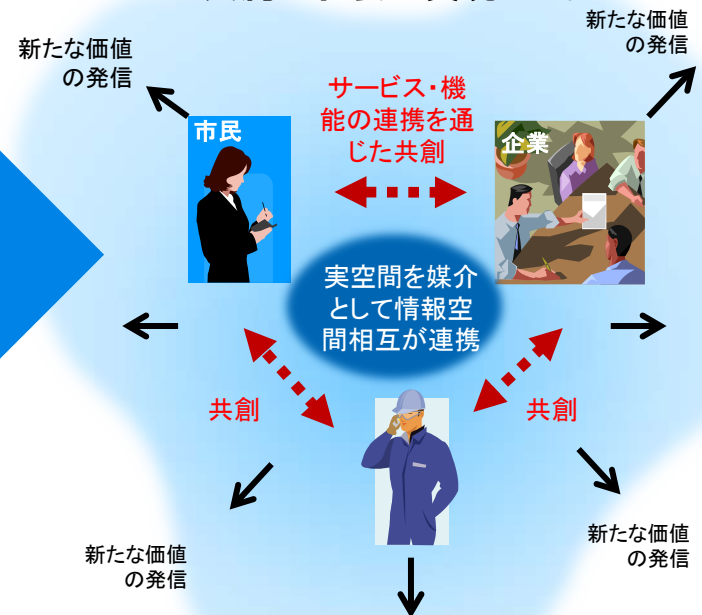 新たな価値
の発信
新たな価値
の発信
サービス・機
能の連携を通
じた共創
市民
企業
実空間を媒介
として情報空
間相互が連携
共創
共創
新たな価値
の発信
新たな価値
の発信